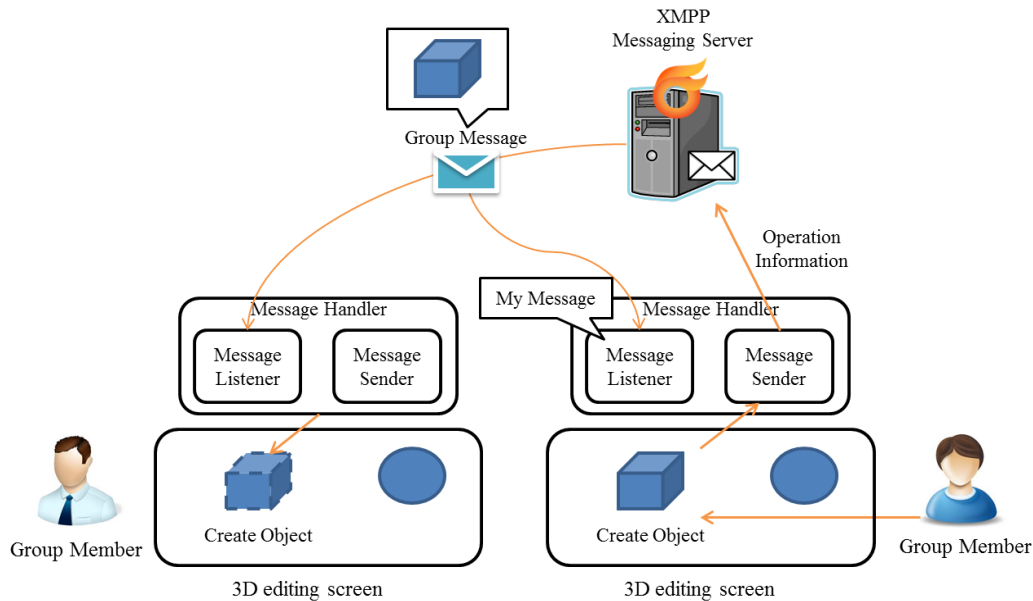 XMPP
Messaging Server
Group Message
Operation
Information
My Message
Message Handler
Message
Listener
Message
Sender
Message Handler
Message
Listener
Message
Sender
Create Object
Create Object
Group Member
Group Member
3D editing screen
3D editing screen